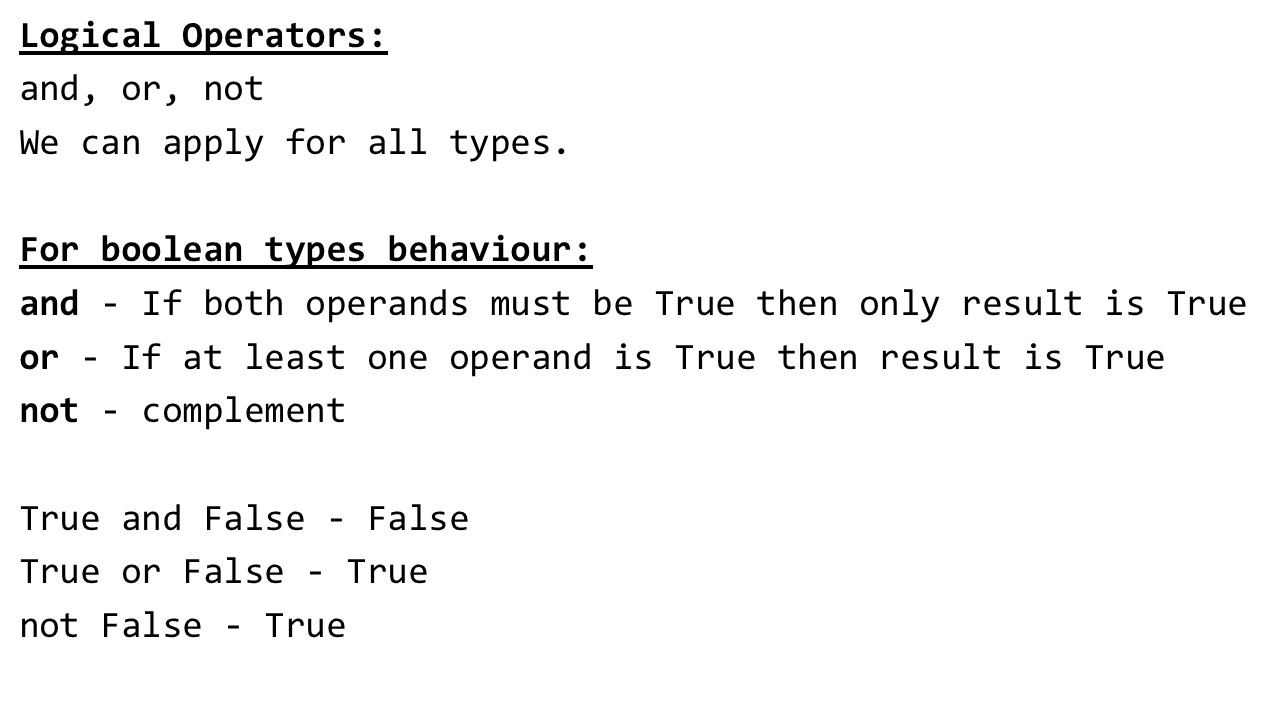 Logical Operators:
and, or, not
We can apply for all types.
For boolean types behaviour:
and - If both operands must be True then only result is True
or - If at least one operand is True then result is True
not - complement
True and False - False
True or False - True
not False - True